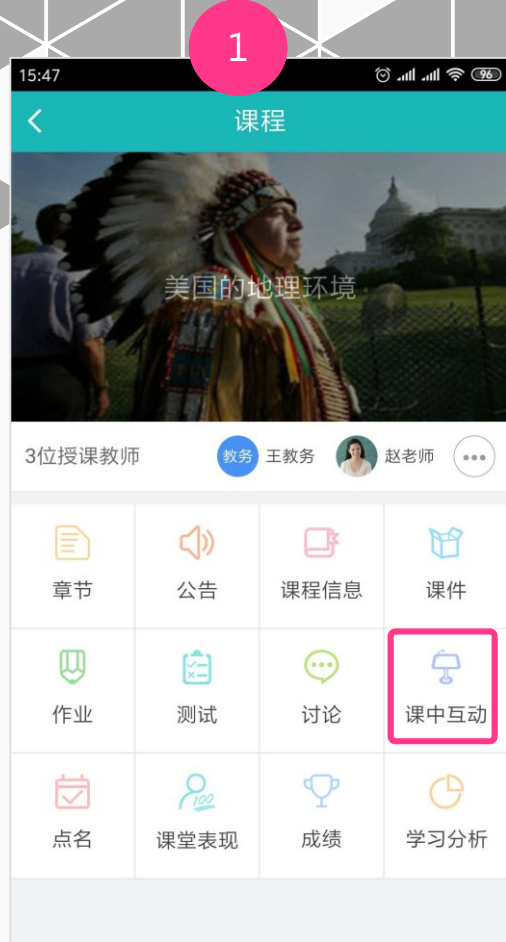 1
15:47
96
课程
美国的地理环境
3位授课教师 教务 王教务 赵老师
章节 公告 课程信息 课件
作业 测试 讨论 课中互动
100
点名 课堂表现 成绩 学习分析